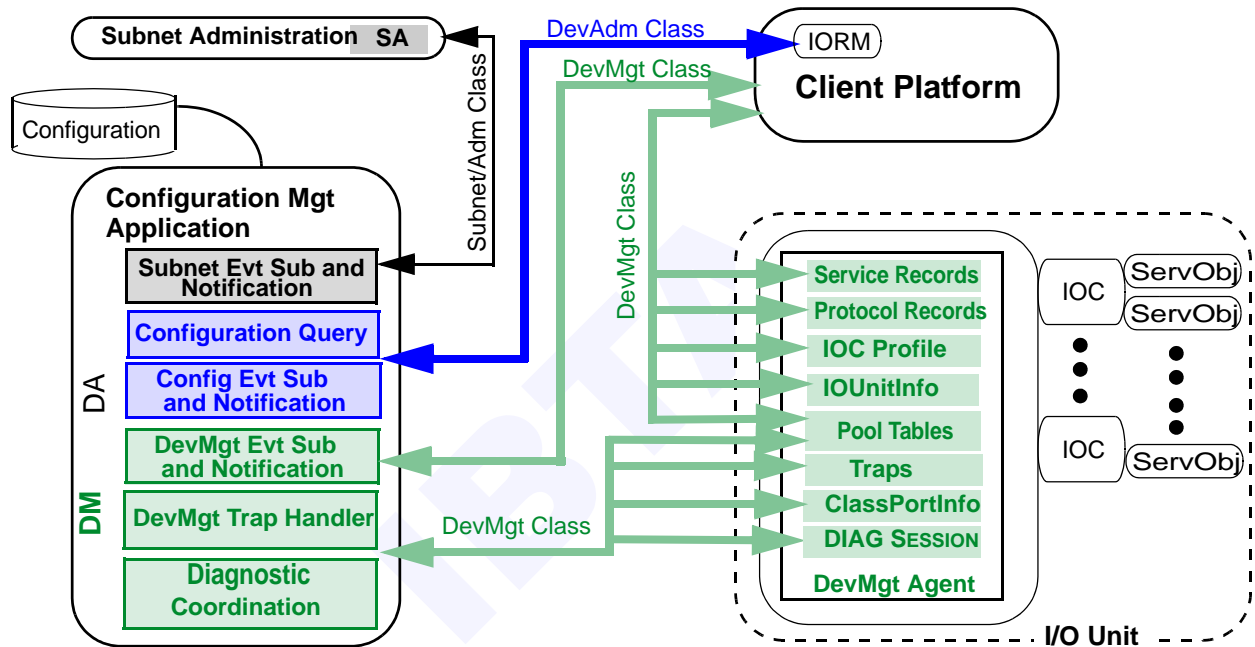 Subnet Administration SA
DevAdm Class
IORM
Client Platform
DevMgt Class
Configuration
Subnet/Adm Class
DevMgt Class
Configuration Mgt
Application
Subnet Evt Sub and
Notification
Configuration Query
Config Evt Sub
and Notification
DA
DevMgt Evt Sub
and Notification
DM
DevMgt Trap Handler
Diagnostic
Coordination
DevMgt Class
Service Records
Protocol Records
IOC Profile
IOUnitInfo
Pool Tables
Traps
ClassPortInfo
DIAG SESSION
DevMgt Agent
IOC
ServObj
ServObj
IOC
ServObj
I/O Unit
IBTA